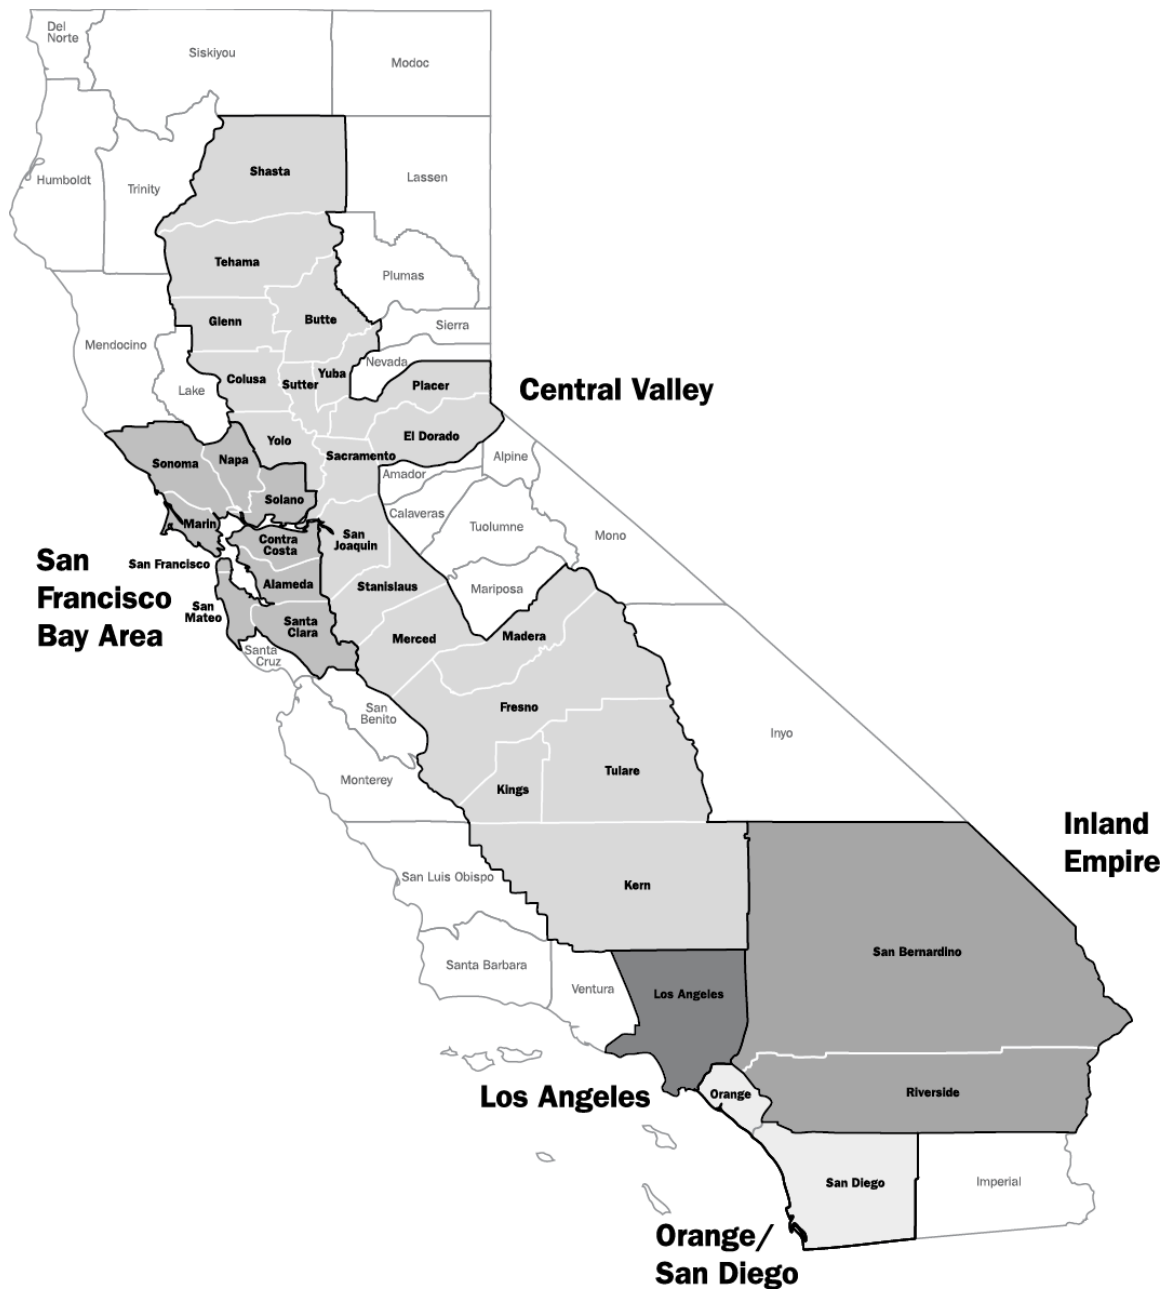 Del
Norte
Siskiyou
Modoc
Shasta
Lassen
Humboldt
Trinity
Tehama
Plumas
Glenn
Butte
Sierra
Mendocino
Nevada
Lake
Colusa
Sutter
Yuba
Placer
Central Valley
El Dorado
Yolo
Sacramento
Alpine
Sonoma
Napa
Amador
Solano
Calaveras
Marin
Tuolumne
Mono
Contra
Costa
San
Joaquin
San
Francisco
Bay Area
San Francisco
Alameda
Stanislaus
Mariposa
San
Mateo
Santa
Clara
Merced
Madera
Santa
Cruz
San
Benito
Fresno
Inyo
Monterey
Kings
Tulare
Inland
Empire
San Luis Obispo
Kern
San Bernardino
Santa Barbara
Ventura
Los Angeles
Los Angeles
Orange
Riverside
San Diego
Imperial
Orange/
San Diego